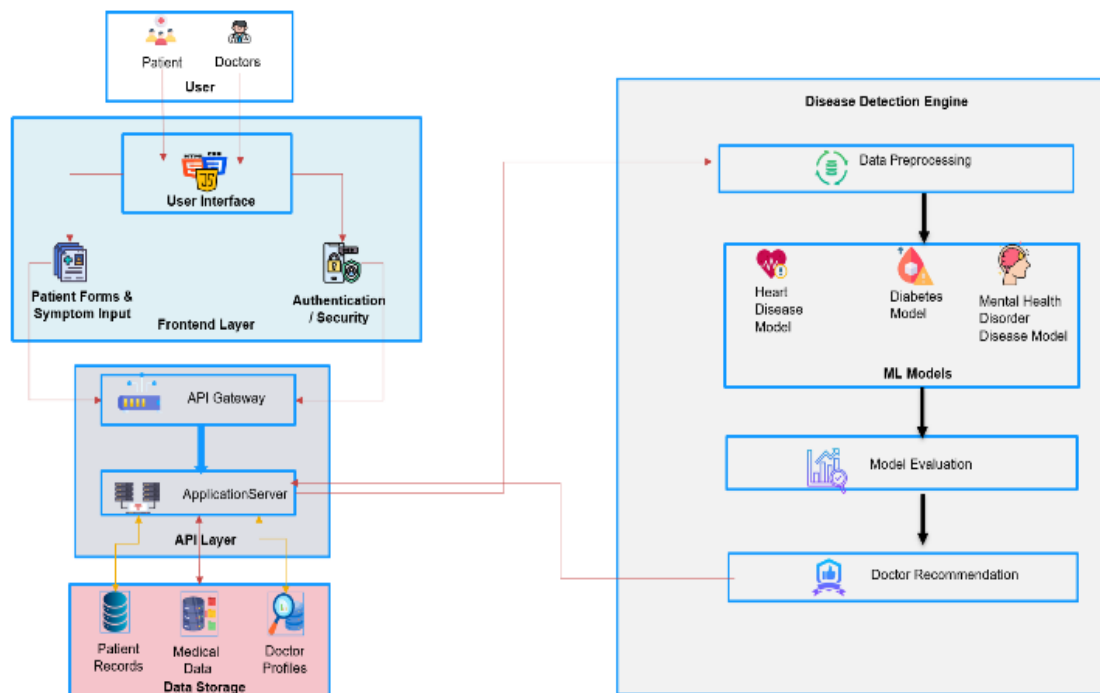 Patient
Doctors
User
HTML
JS
User Interface
Patient Forms &
Symptom Input
Authentication
/ Security
Frontend Layer
API Gateway
ApplicationServer
API Layer
Patient
Records
Medical
Data
Doctor
Profiles
Data Storage
Disease Detection Engine
Data Preprocessing
Heart
Disease
Model
Diabetes
Model
Mental Health
Disorder
Disease Model
ML Models
Model Evaluation
Doctor Recommendation